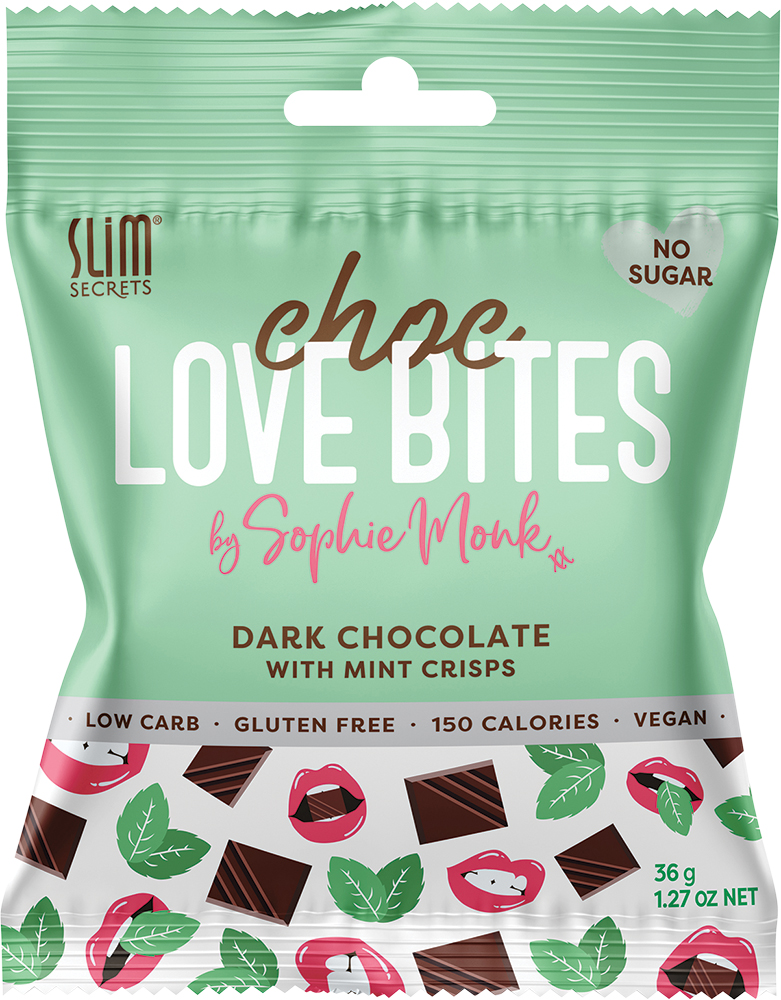 SLiM®
SECRETS
NO
SUGAR
choc
LOVE BITES
by Sophie Monk xx
DARK CHOCOLATE
WITH MINT CRISPS
· LOW CARB · GLUTEN FREE · 150 CALORIES · VEGAN ·
36 g
1.27 OZ NET